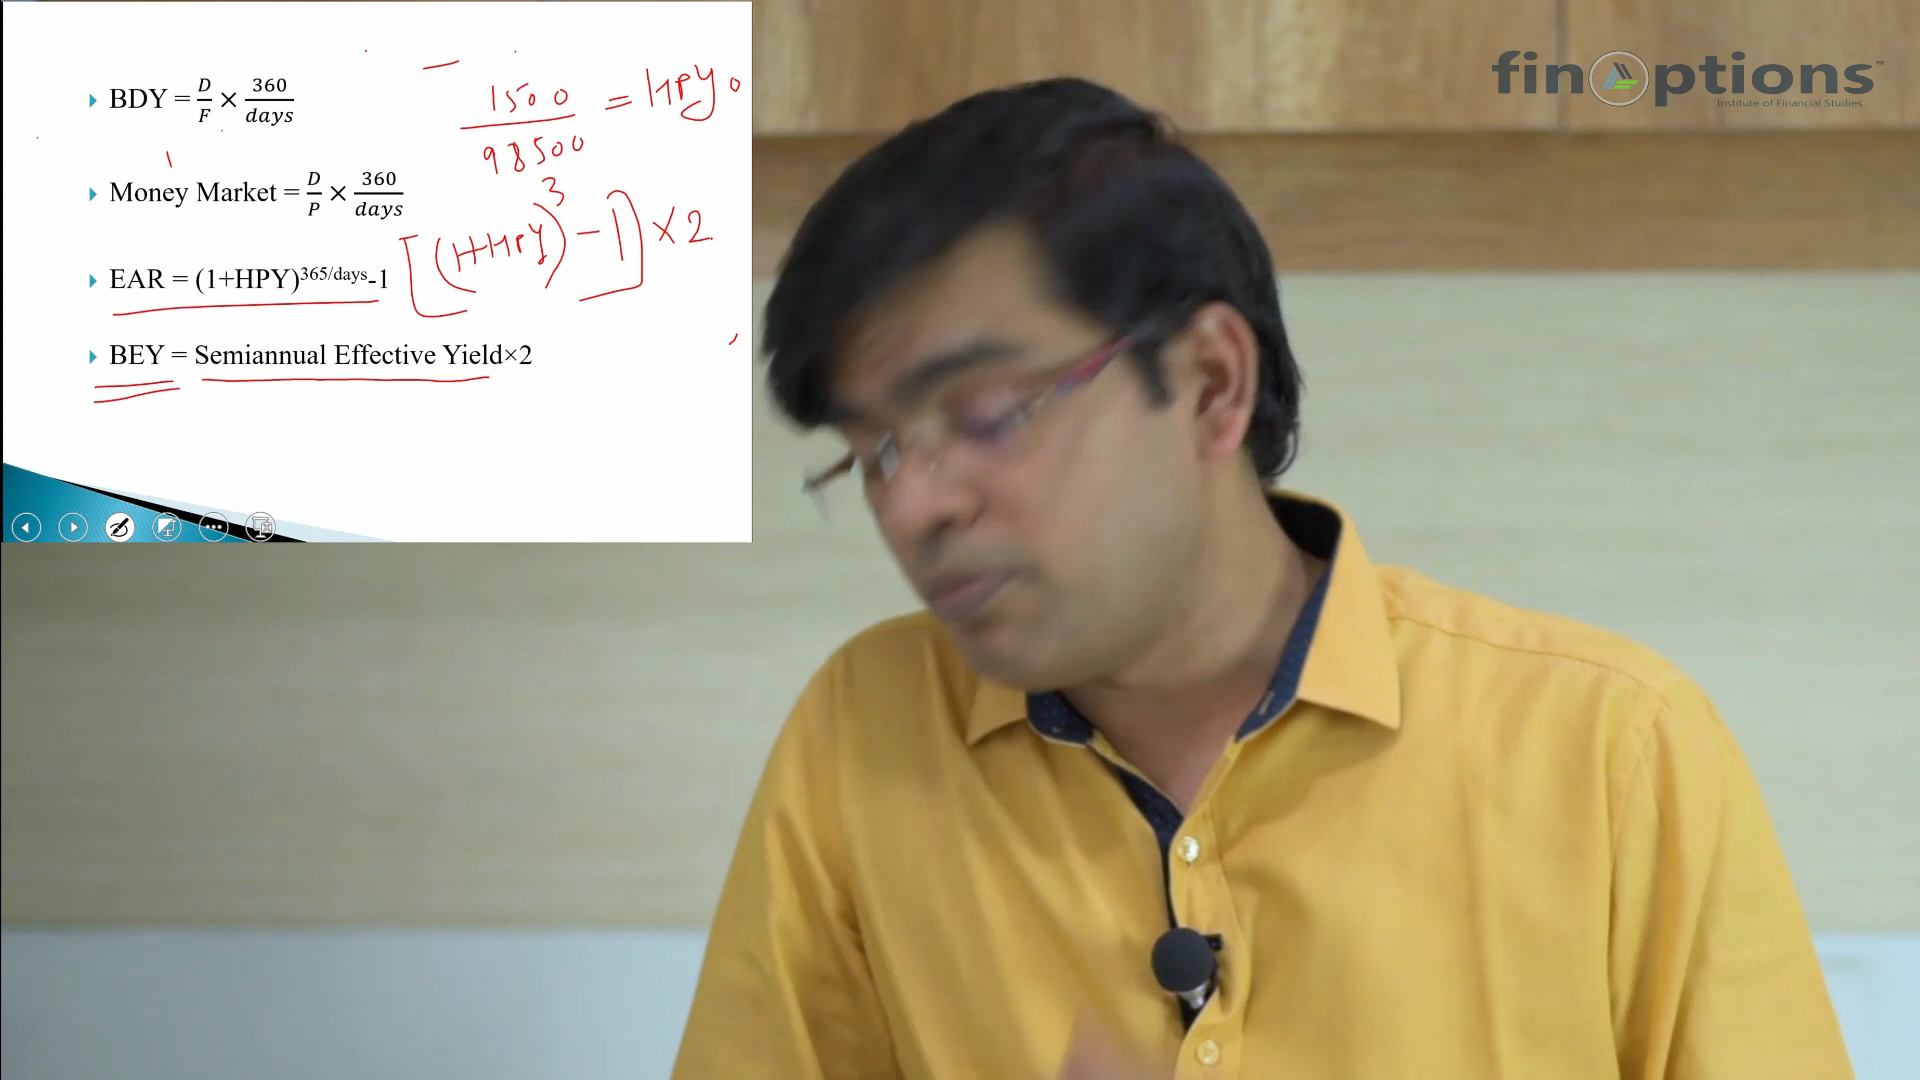 BDY = D/F × 360/days
1500/98500 = HPY
Money Market = D/P × 360/days
[(1+HPY)³ - 1] × 2
EAR = (1+HPY)^365/days -1
BEY = Semiannual Effective Yield×2
finoptions™
Institute of Financial Studies